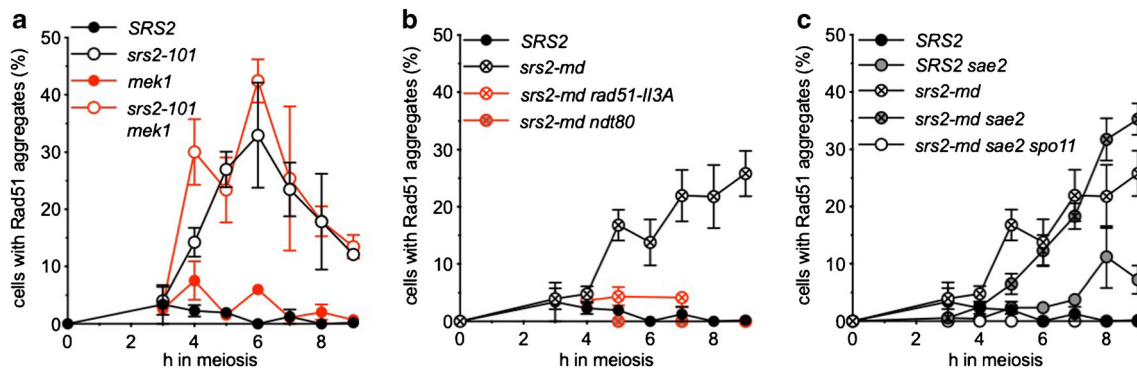 a
SRS2
srs2-101
mek1
srs2-101
mek1
cells with Rad51 aggregates (%)
50
40
30
20
10
0
0 2 4 6 8
h in meiosis
b
SRS2
srs2-md
srs2-md rad51-II3A
srs2-md ndt80
cells with Rad51 aggregates (%)
50
40
30
20
10
0
0 2 4 6 8
h in meiosis
c
SRS2
SRS2 sae2
srs2-md
srs2-md sae2
srs2-md sae2 spo11
cells with Rad51 aggregates (%)
50
40
30
20
10
0
0 2 4 6 8
h in meiosis